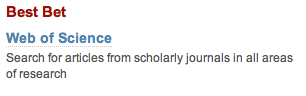 Best Bet
Web of Science
Search for articles from scholarly journals in all areas
of research